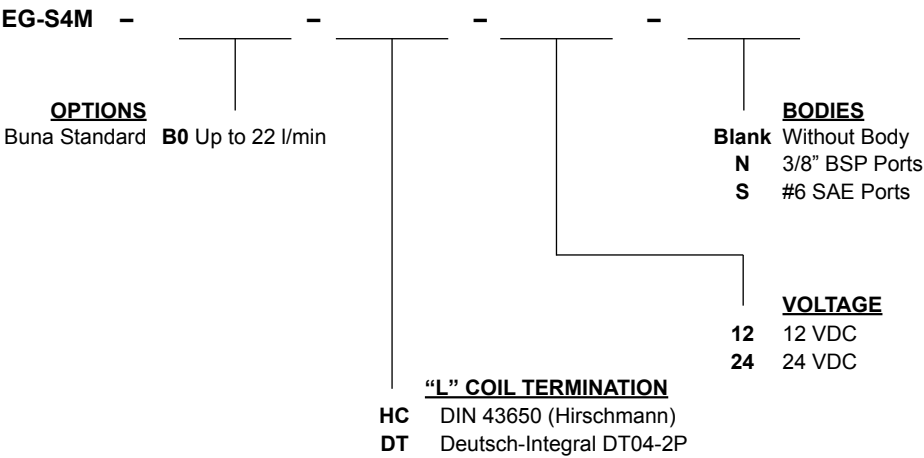 EG-S4M – – – –
OPTIONS
Buna Standard B0 Up to 22 l/min
BODIES
Blank Without Body
N 3/8” BSP Ports
S #6 SAE Ports
VOLTAGE
12 12 VDC
24 24 VDC
“L” COIL TERMINATION
HC DIN 43650 (Hirschmann)
DT Deutsch-Integral DT04-2P